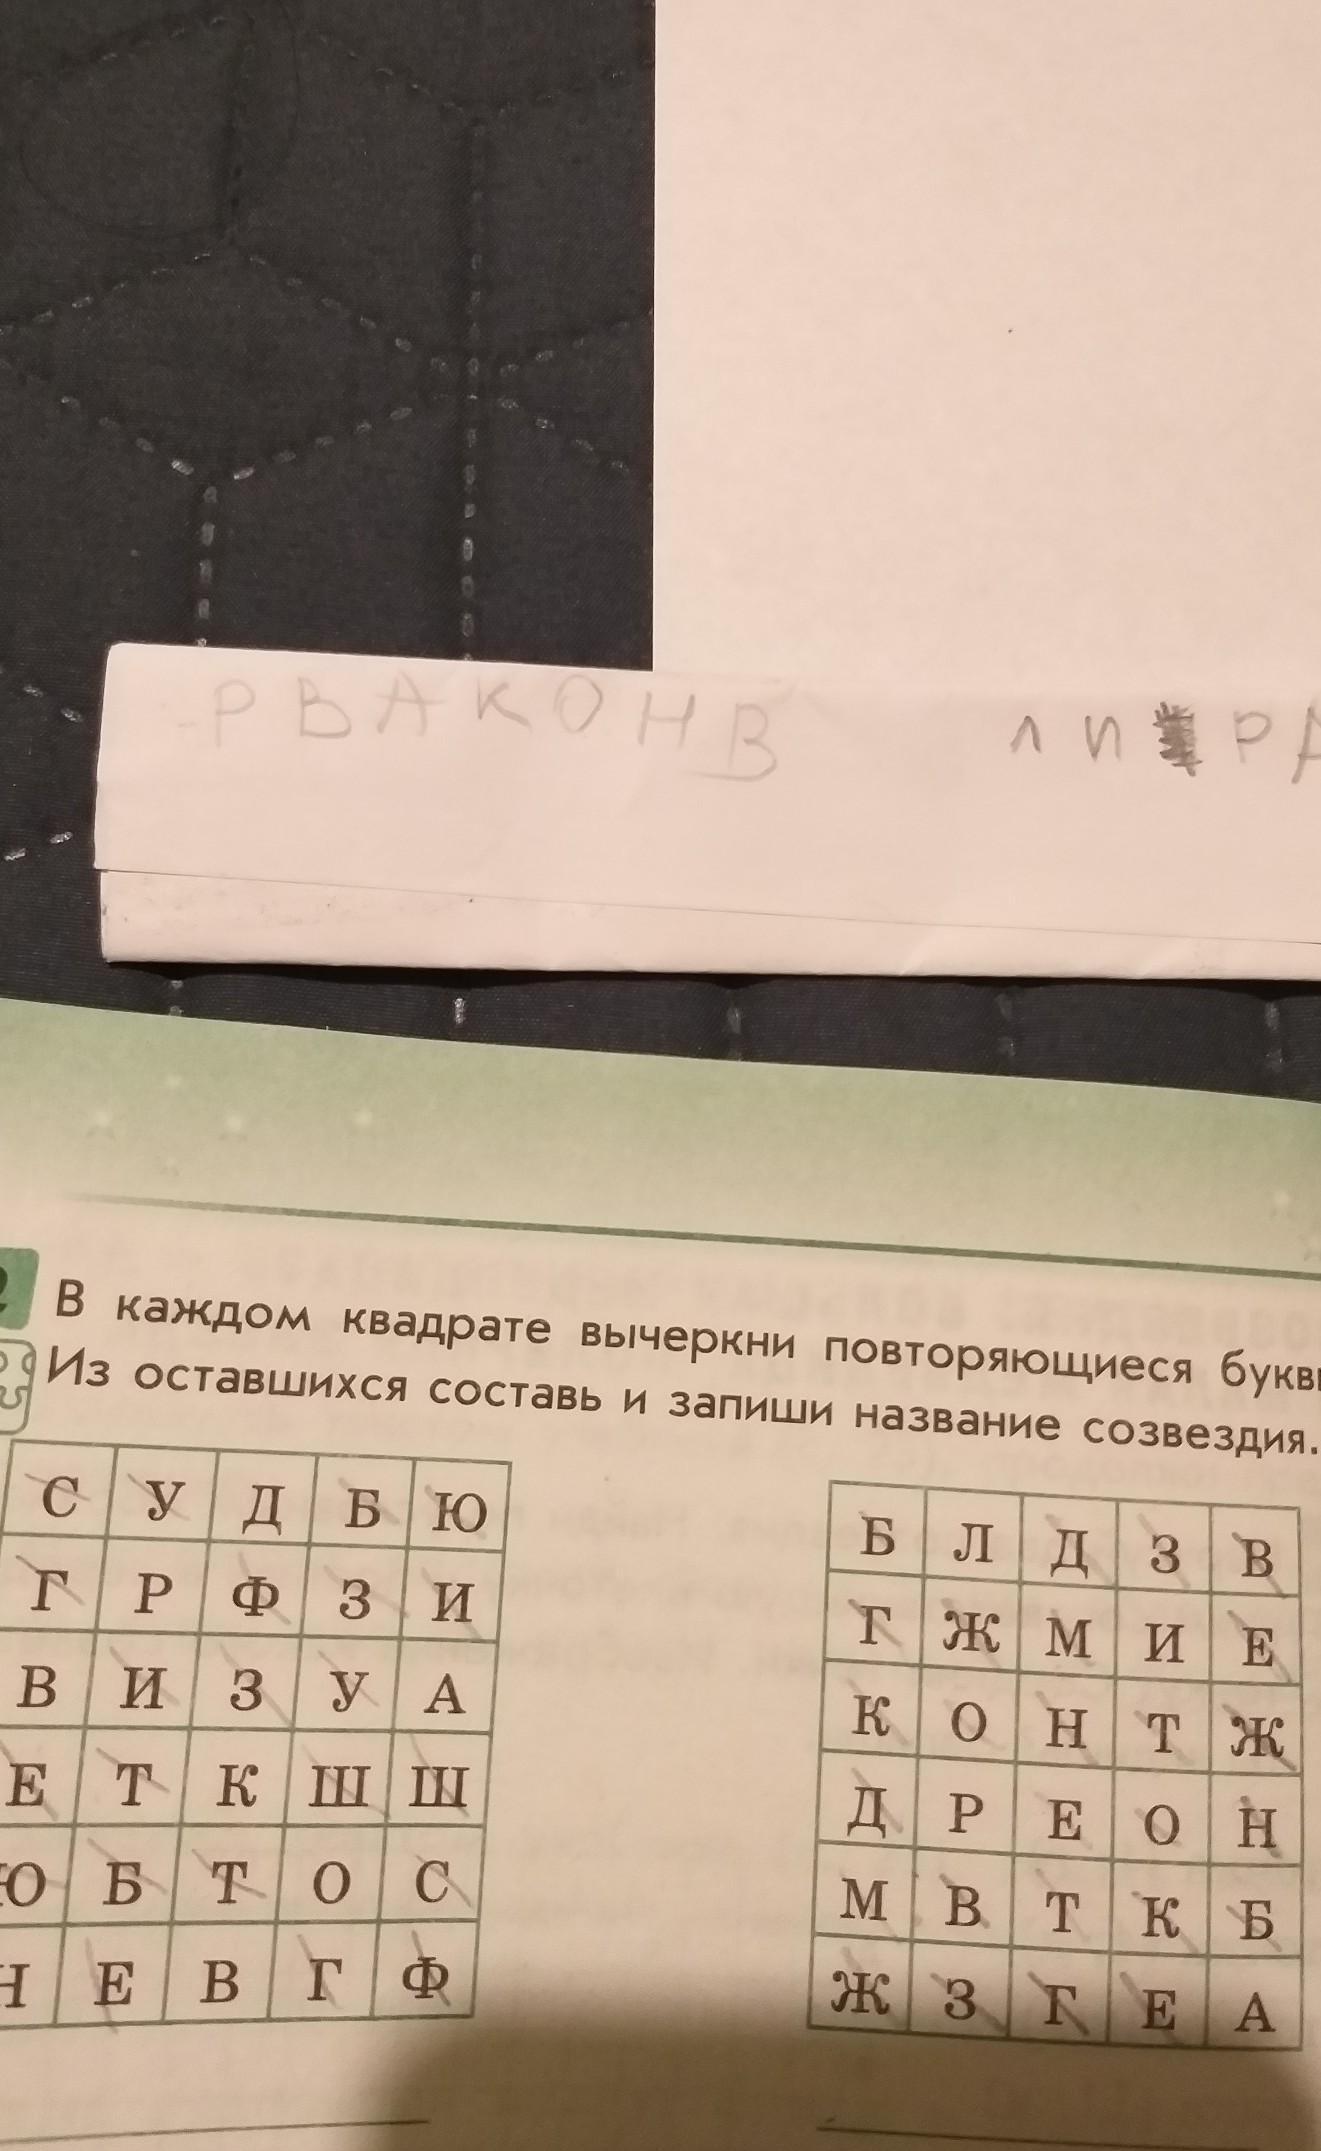 РВАКОНВ ЛИ РА
В каждом квадрате вычеркни повторяющиеся букв
Из оставшихся составь и запиши название созвездия.
С У Д Б Ю
Г Р Ф З И
В И З У А
Е Т К Ш Ш
Ю Б Т О С
Н Е В Г Ф
Б Л Д З В
Г Ж М И Е
К О Н Т Ж
Д Р Е О Н
М В Т К Б
Ж З Г Е А